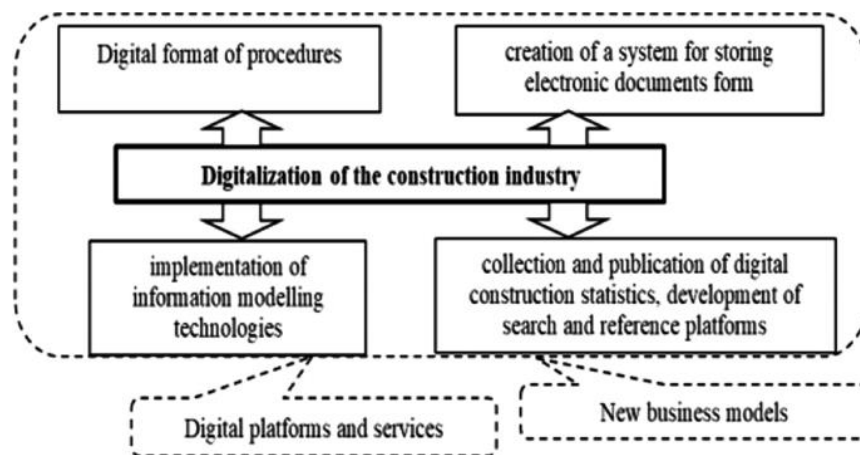 Digital format of procedures
creation of a system for storing
electronic documents form
Digitalization of the construction industry
implementation of
information modelling
technologies
collection and publication of digital
construction statistics, development of
search and reference platforms
Digital platforms and services
New business models